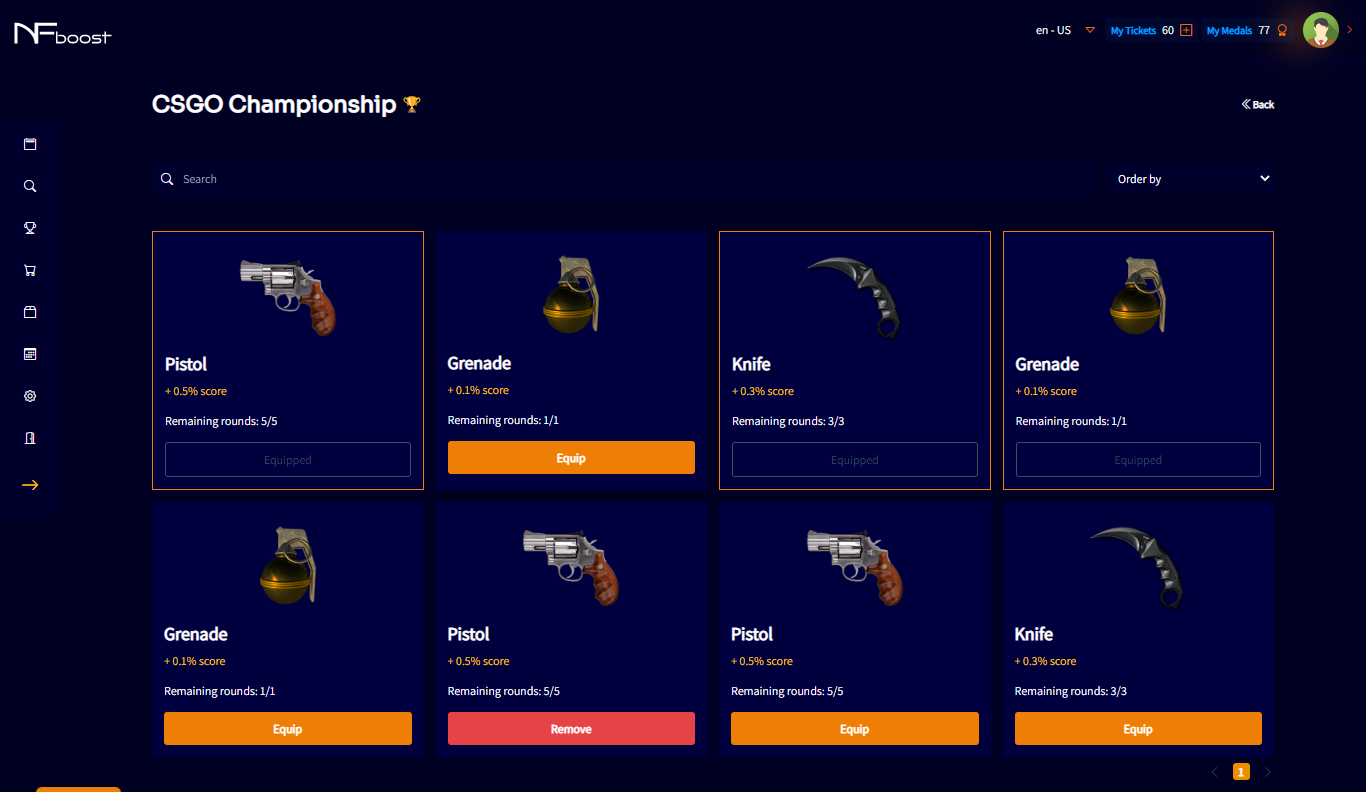 NFboost
en - US
My Tickets 60
My Medals 77
CSGO Championship
Back
Search
Order by
Pistol
+ 0.5% score
Remaining rounds: 5/5
Equipped
Grenade
+ 0.1% score
Remaining rounds: 1/1
Equip
Knife
+ 0.3% score
Remaining rounds: 3/3
Equipped
Grenade
+ 0.1% score
Remaining rounds: 1/1
Equipped
Grenade
+ 0.1% score
Remaining rounds: 1/1
Equip
Pistol
+ 0.5% score
Remaining rounds: 5/5
Remove
Pistol
+ 0.5% score
Remaining rounds: 5/5
Equip
Knife
+ 0.3% score
Remaining rounds: 3/3
Equip
1